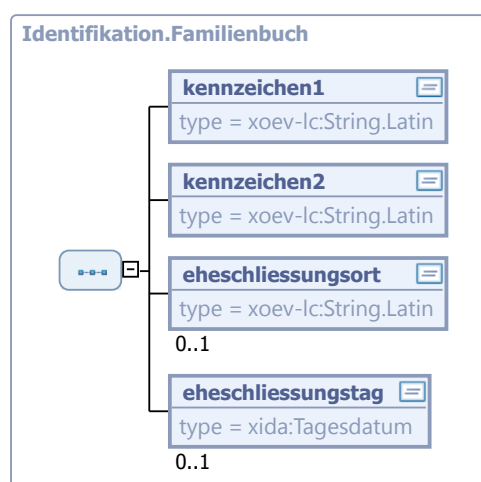 Identifikation.Familienbuch
kennzeichen1
type = xoev-lc:String.Latin
kennzeichen2
type = xoev-lc:String.Latin
eheschliessungsort
type = xoev-lc:String.Latin
0..1
eheschliessungstag
type = xida:Tagesdatum
0..1